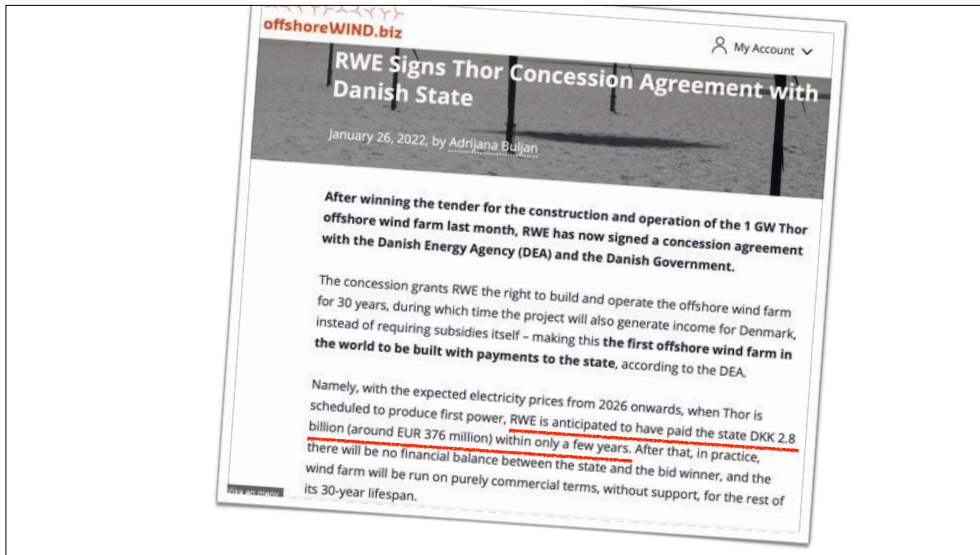 offshoreWIND.biz
My Account
RWE Signs Thor Concession Agreement with
Danish State
January 26, 2022, by Adrijana Buljan
After winning the tender for the construction and operation of the 1 GW Thor
offshore wind farm last month, RWE has now signed a concession agreement
with the Danish Energy Agency (DEA) and the Danish Government.
The concession grants RWE the right to build and operate the offshore wind farm
for 30 years, during which time the project will also generate income for Denmark,
instead of requiring subsidies itself – making this the first offshore wind farm in
the world to be built with payments to the state, according to the DEA.
Namely, with the expected electricity prices from 2026 onwards, when Thor is
scheduled to produce first power, RWE is anticipated to have paid the state DKK 2.8
billion (around EUR 376 million) within only a few years. After that, in practice,
there will be no financial balance between the state and the bid winner, and the
wind farm will be run on purely commercial terms, without support, for the rest of
its 30-year lifespan.